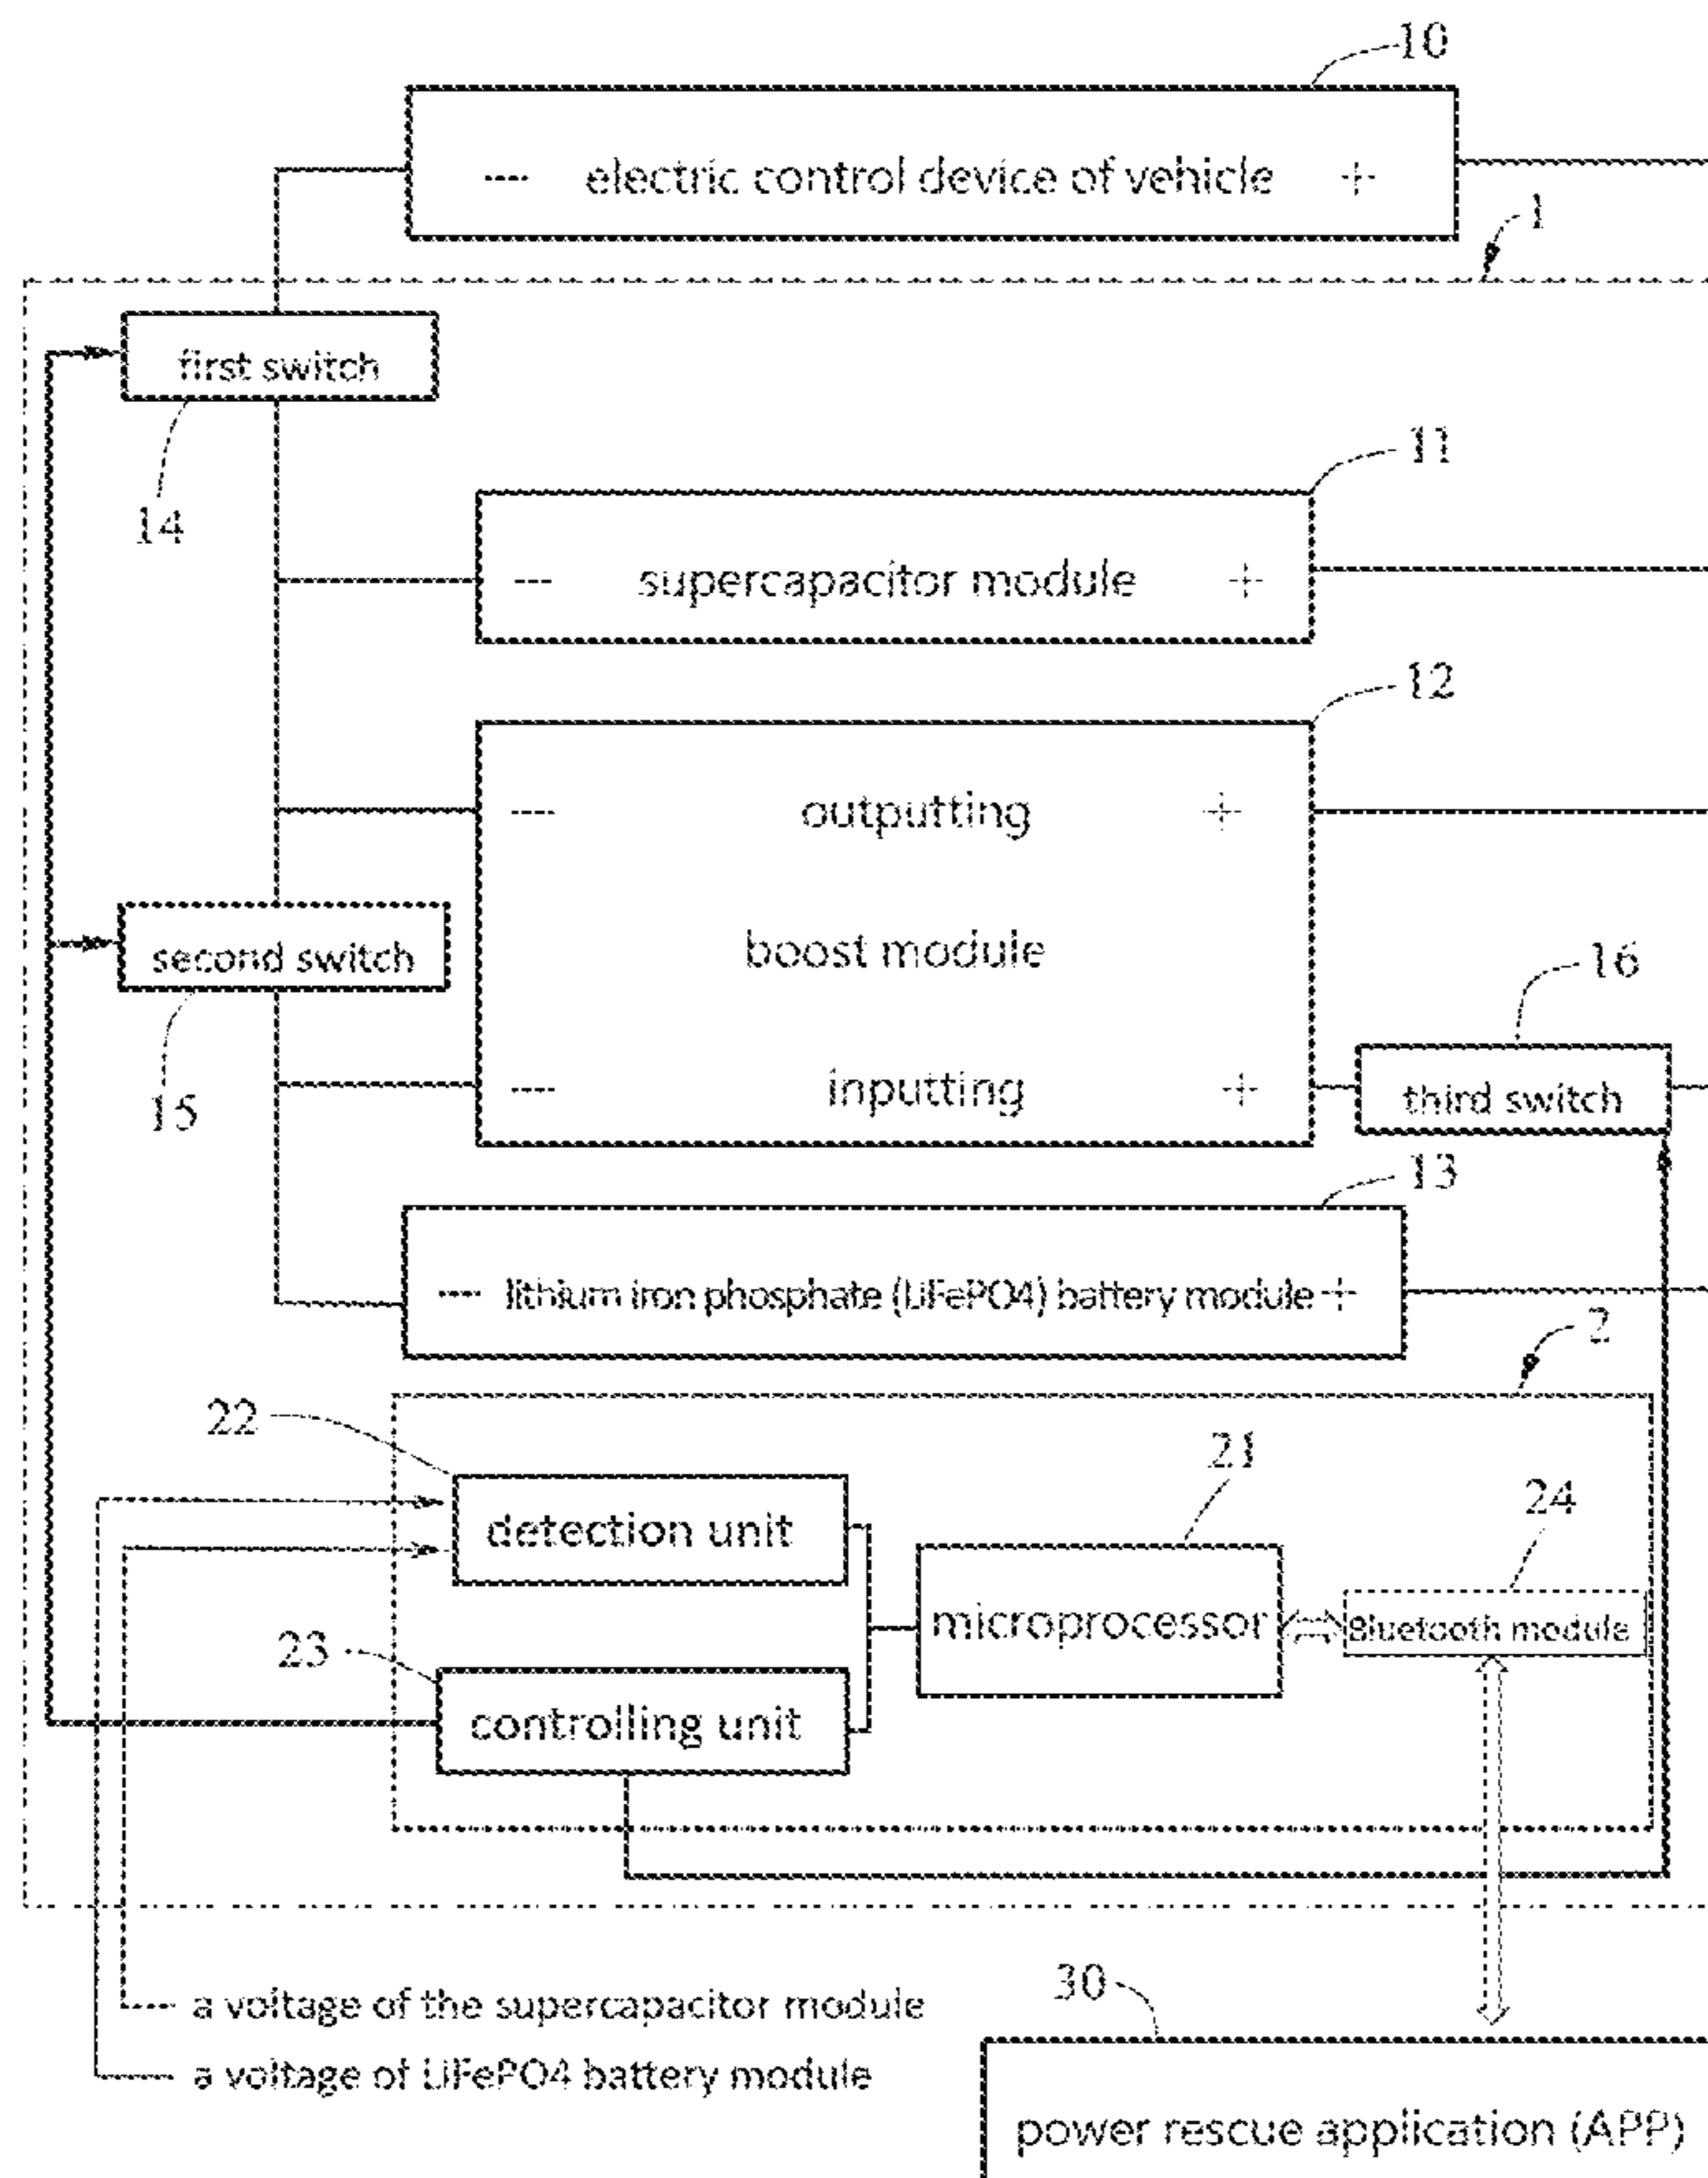 10
--- electric control device of vehicle +
1
first switch
14
11
--- supercapacitor module +
12
--- outputting +
boost module
second switch
15
16
--- inputting +
third switch
13
--- lithium iron phosphate (LiFePO4) battery module +
2
22
21
24
detection unit
microprocessor
Bluetooth module
23
controlling unit
a voltage of the supercapacitor module
30
a voltage of LiFePO4 battery module
power rescue application (APP)